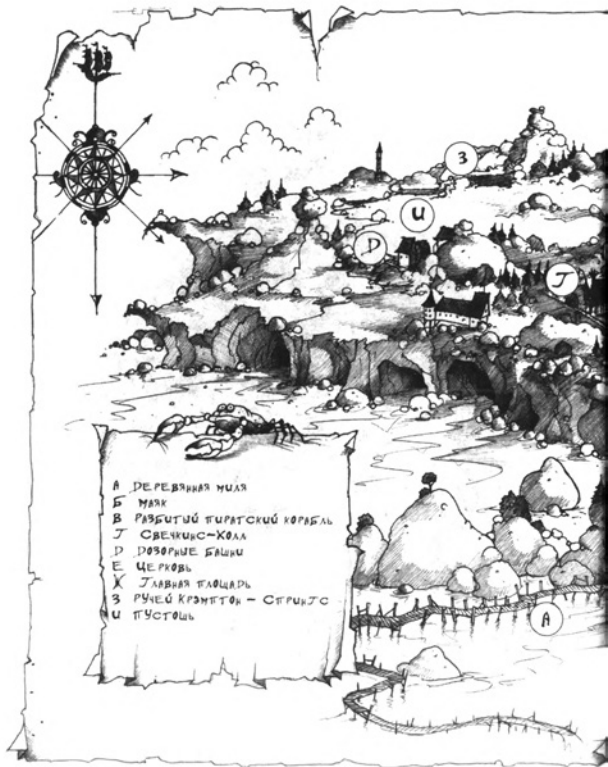 З
И
Д
Г
А ДЕРЕВЯННАЯ МИЛЯ
Б МАЯК
В РАЗБИТЫЙ ПИРАТСКИЙ КОРАБЛЬ
Г СВЕЧКИНС-ХОЛЛ
Д ДОЗОРНЫЕ БАШНИ
Е ЦЕРКОВЬ
Ж ГЛАВНАЯ ПЛОЩАДЬ
З РУЧЕЙ КРЭМПТОН - СПРИНГС
И ПУСТОШЬ
А